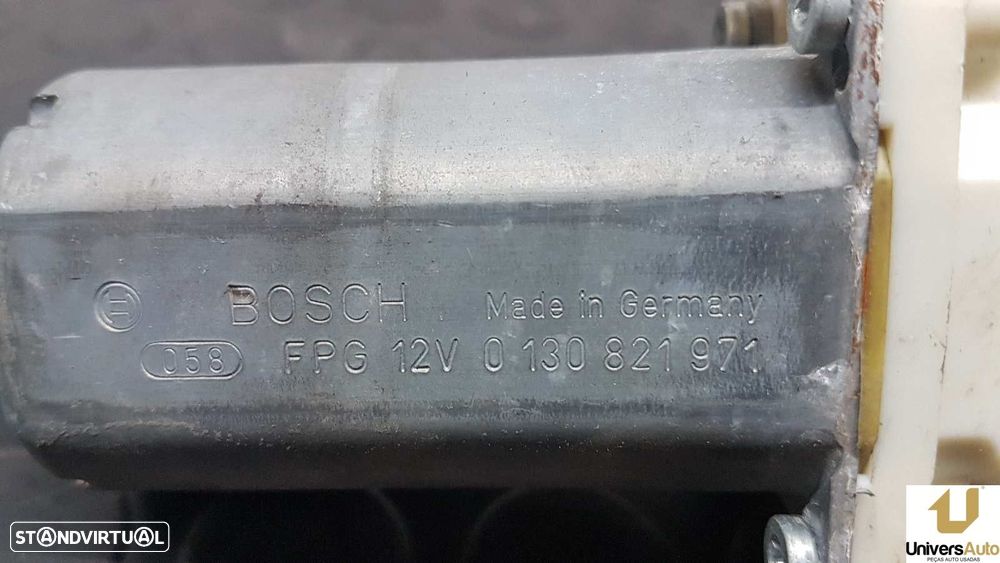 BOSCH Made in Germany
058 FPG 12V 0 130 821 971
STANDVIRTUAL
UniversAuto
PEÇAS AUTO USADAS